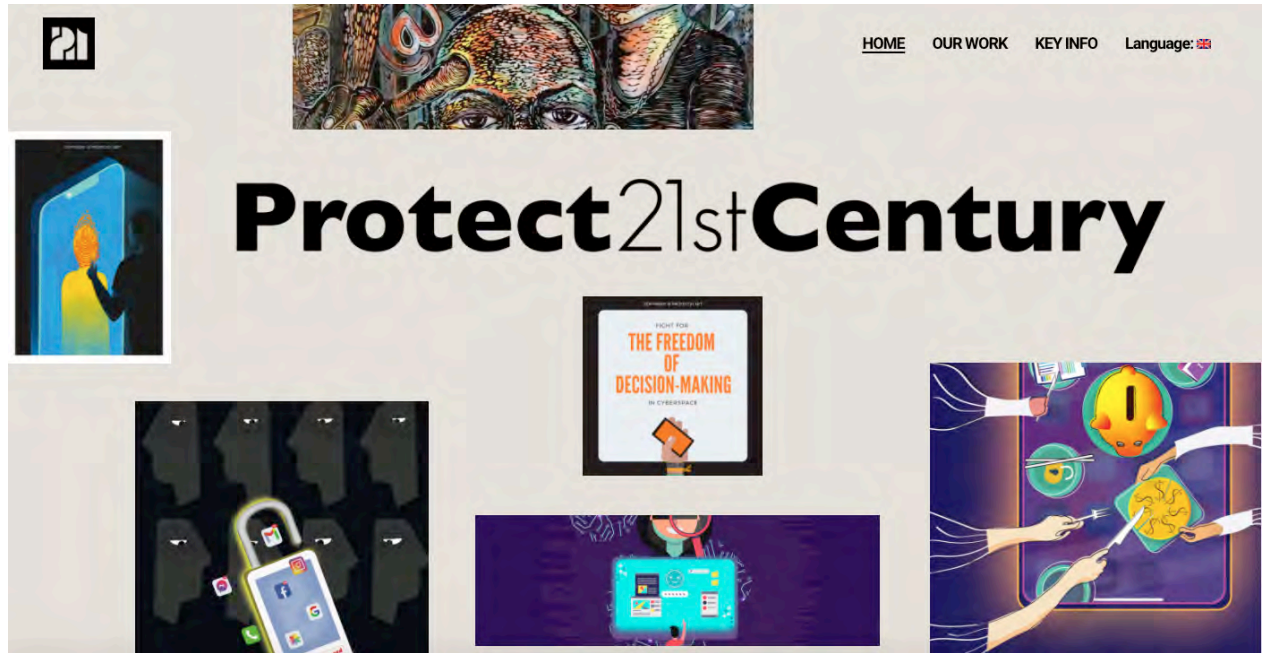 21
HOME
OUR WORK
KEY INFO
Language:
Protect21stCentury
FIGHT FOR
THE FREEDOM
OF
DECISION-MAKING
IN CYBERSPACE